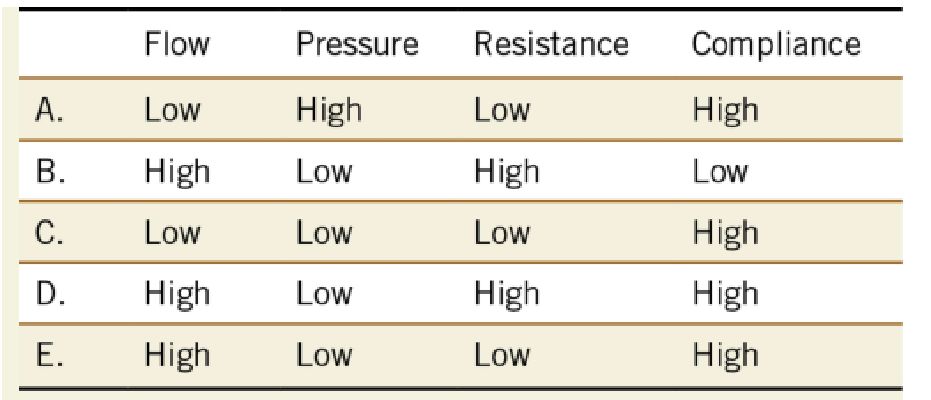 Flow Pressure Resistance Compliance
A. Low High Low High
B. High Low High Low
C. Low Low Low High
D. High Low High High
E. High Low Low High